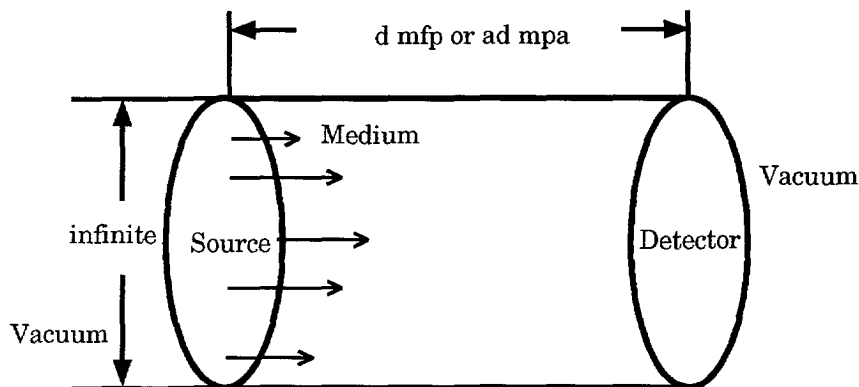 d mfp or ad mpa
Medium
Vacuum
infinite
Source
Detector
Vacuum